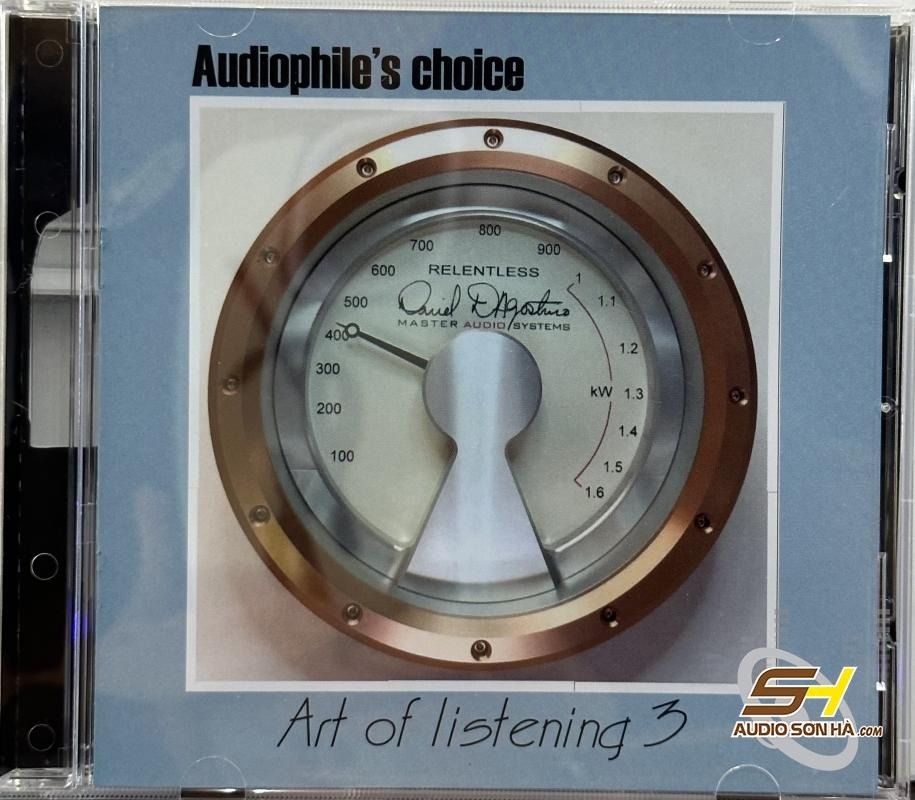 Audiophile's choice
800
700
900
600
RELENTLESS
1
500
Daniel D'Agostino
1.1
MASTER AUDIO SYSTEMS
400
1.2
300
kW
1.3
200
1.4
100
1.5
1.6
Art of listening 3
SH
AUDIO SƠN HÀ.COM